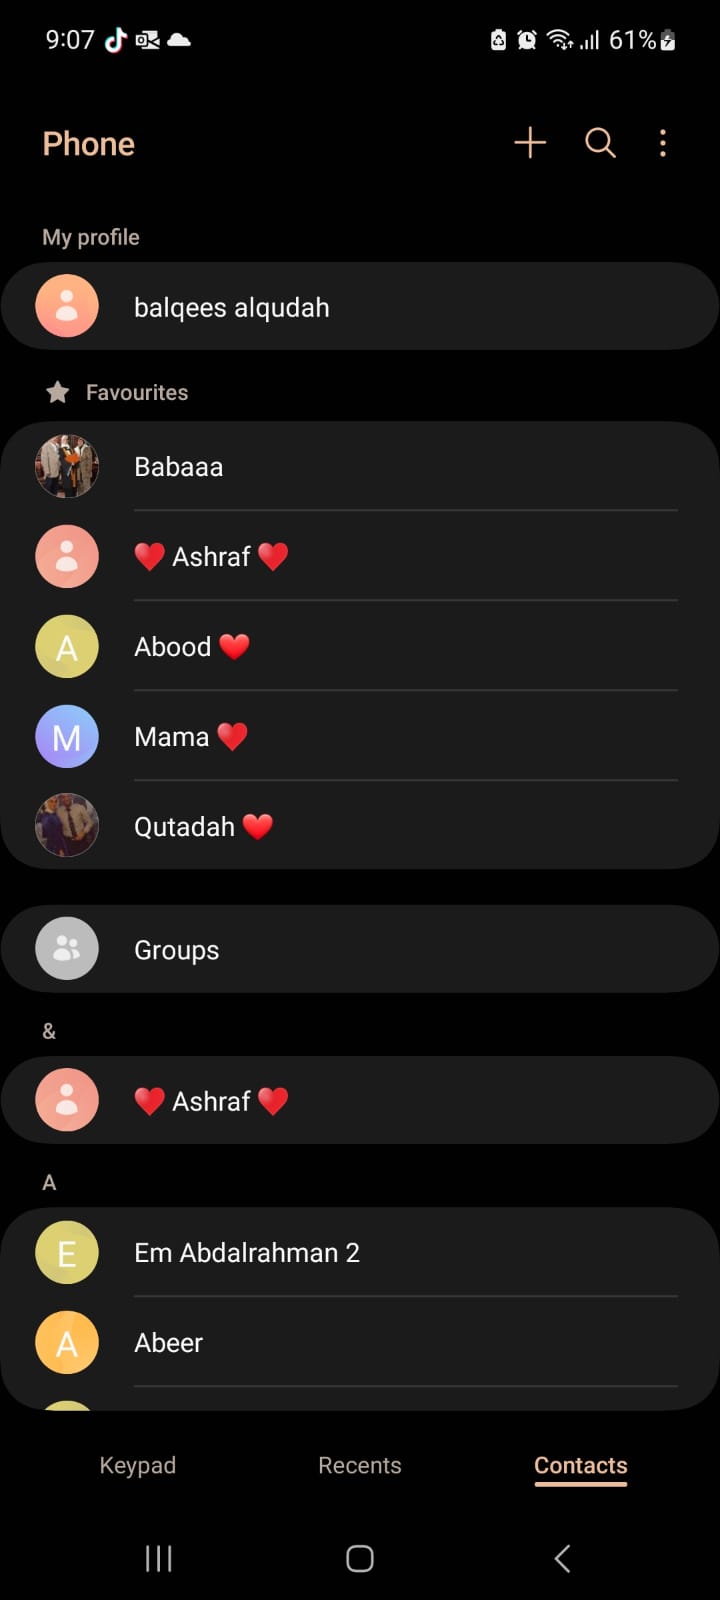 9:07 61%
Phone
My profile
balqees alqudah
Favourites
Babaaa
❤️ Ashraf ❤️
A Abood ❤️
M Mama ❤️
Qutadah ❤️
Groups
&
❤️ Ashraf ❤️
A
E Em Abdalrahman 2
A Abeer
Keypad Recents Contacts